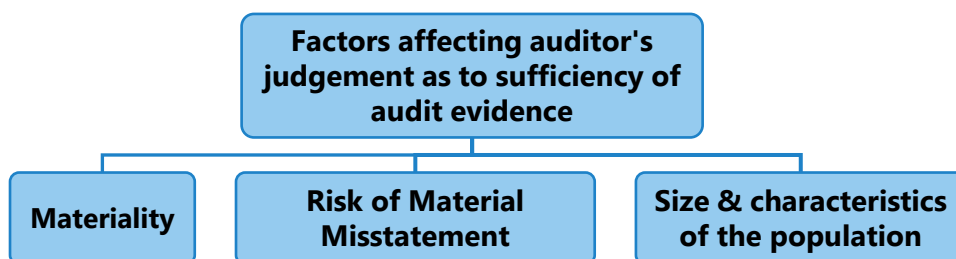 Factors affecting auditor's
judgement as to sufficiency of
audit evidence
Materiality
Risk of Material
Misstatement
Size & characteristics
of the population